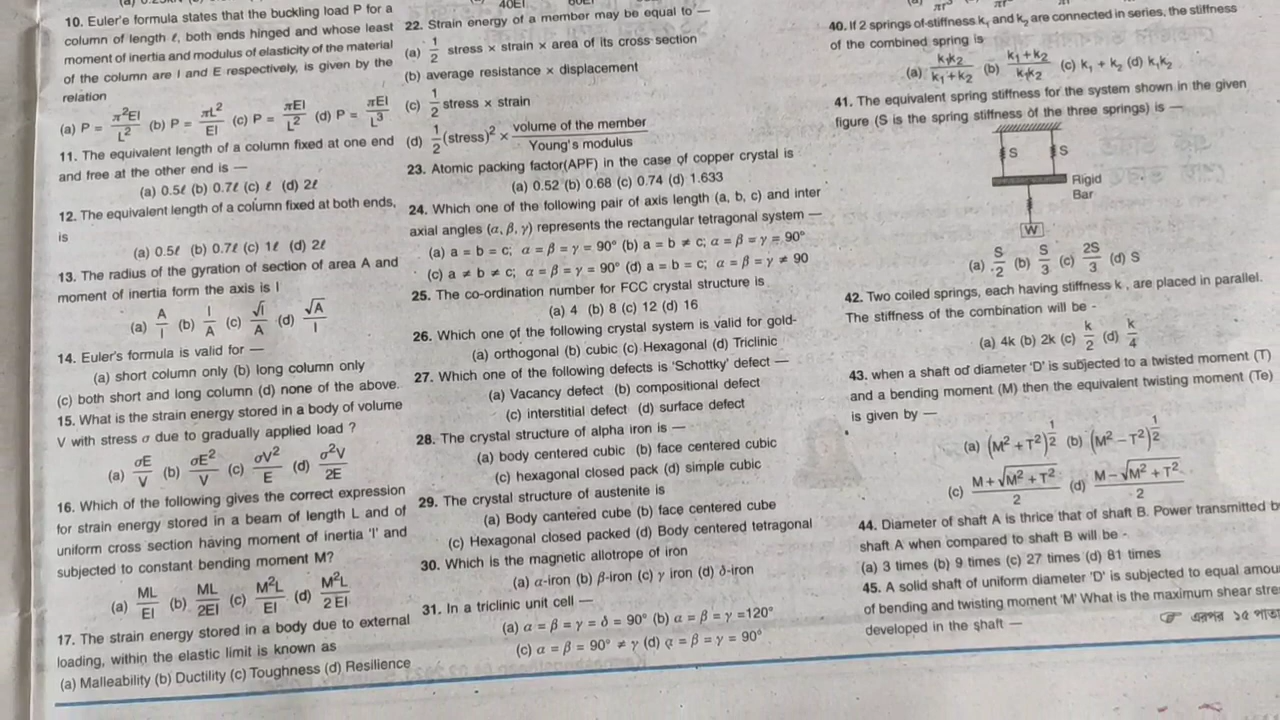 40EI
10. Euler's formula states that the buckling load P for a
column of length ℓ, both ends hinged and whose least
moment of inertia and modulus of elasticity of the material
of the column are I and E respectively, is given by the
relation
(a) P = π²EI/L² (b) P = πL²/EI (c) P = πEI/L² (d) P = πEI/L³
11. The equivalent length of a column fixed at one end
and free at the other end is —
(a) 0.5ℓ (b) 0.7ℓ (c) ℓ (d) 2ℓ
12. The equivalent length of a column fixed at both ends,
is
(a) 0.5ℓ (b) 0.7ℓ (c) 1ℓ (d) 2ℓ
13. The radius of the gyration of section of area A and
moment of inertia form the axis is I
(a) A/I (b) I/A (c) √I/A (d) √A/I
14. Euler's formula is valid for —
(a) short column only (b) long column only
(c) both short and long column (d) none of the above.
15. What is the strain energy stored in a body of volume
V with stress σ due to gradually applied load ?
(a) σE/V (b) σE²/V (c) σV²/E (d) σ²V/2E
16. Which of the following gives the correct expression
for strain energy stored in a beam of length L and of
uniform cross section having moment of inertia 'I' and
subjected to constant bending moment M?
(a) ML/EI (b) ML/2EI (c) M²L/EI (d) M²L/2EI
17. The strain energy stored in a body due to external
loading, within the elastic limit is known as
(a) Malleability (b) Ductility (c) Toughness (d) Resilience
22. Strain energy of a member may be equal to —
(a) 1/2 stress × strain × area of its cross section
(b) average resistance × displacement
(c) 1/2 stress × strain
(d) 1/2 (stress)² × volume of the member/Young's modulus
23. Atomic packing factor(APF) in the case of copper crystal is
(a) 0.52 (b) 0.68 (c) 0.74 (d) 1.633
24. Which one of the following pair of axis length (a, b, c) and inter
axial angles (α, β, γ) represents the rectangular tetragonal system —
(a) a = b = c; α = β = γ = 90° (b) a = b ≠ c; α = β = γ = 90°
(c) a ≠ b ≠ c; α = β = γ = 90° (d) a = b = c; α = β = γ ≠ 90
25. The co-ordination number for FCC crystal structure is
(a) 4 (b) 8 (c) 12 (d) 16
26. Which one of the following crystal system is valid for gold-
(a) orthogonal (b) cubic (c) Hexagonal (d) Triclinic
27. Which one of the following defects is 'Schottky' defect —
(a) Vacancy defect (b) compositional defect
(c) interstitial defect (d) surface defect
28. The crystal structure of alpha iron is —
(a) body centered cubic (b) face centered cubic
(c) hexagonal closed pack (d) simple cubic
29. The crystal structure of austenite is
(a) Body cantered cube (b) face centered cube
(c) Hexagonal closed packed (d) Body centered tetragonal
30. Which is the magnetic allotrope of iron
(a) α-iron (b) β-iron (c) γ iron (d) δ-iron
31. In a triclinic unit cell —
(a) α = β = γ = δ = 90° (b) α = β = γ =120°
(c) α = β = 90° ≠ γ (d) α = β = γ = 90°
40. If 2 springs of stiffness k₁ and k₂ are connected in series, the stiffness
of the combined spring is
(a) k₁k₂/k₁+k₂ (b) k₁+k₂/k₁k₂ (c) k₁ + k₂ (d) k₁k₂
41. The equivalent spring stiffness for the system shown in the given
figure (S is the spring stiffness of the three springs) is —
S
S
Rigid
Bar
W
(a) S/2 (b) S/3 (c) 2S/3 (d) S
42. Two coiled springs, each having stiffness k , are placed in parallel.
The stiffness of the combination will be -
(a) 4k (b) 2k (c) k/2 (d) k/4
43. when a shaft od diameter 'D' is subjected to a twisted moment (T)
and a bending moment (M) then the equivalent twisting moment (Te)
is given by —
(a) (M² + T²)^1/2 (b) (M² − T²)^1/2
(c) M + √M² + T²/2 (d) M − √M² + T²/2
44. Diameter of shaft A is thrice that of shaft B. Power transmitted b
shaft A when compared to shaft B will be -
(a) 3 times (b) 9 times (c) 27 times (d) 81 times
45. A solid shaft of uniform diameter 'D' is subjected to equal amou
of bending and twisting moment 'M' What is the maximum shear stre
developed in the shaft —
☞ এরপর ১৫ পাতা